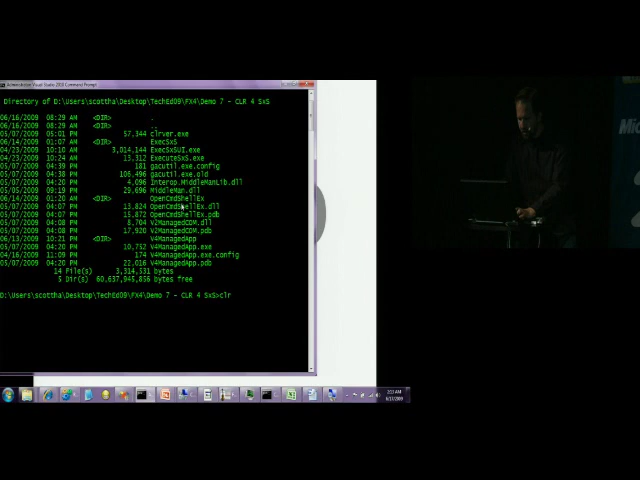 Administrator: Visual Studio 2010 Command Prompt
Directory of D:\Users\scottha\Desktop\TechEd09\FX4\Demo 7 - CLR 4 SxS
06/16/2009 08:29 AM <DIR> .
06/16/2009 08:29 AM <DIR> ..
05/07/2009 05:01 PM 57,344 clrver.exe
06/14/2009 01:07 AM <DIR> ExecSxS
04/23/2009 10:10 AM 3,014,144 ExecSxSUI.exe
04/23/2009 10:24 AM 13,312 ExecuteSxS.exe
05/07/2009 04:39 PM 181 gacutil.exe.config
05/07/2009 04:38 PM 106,496 gacutil.exe.old
05/07/2009 04:20 PM 4,096 Interop.MiddleManLib.dll
05/05/2009 09:19 AM 29,696 MiddleMan.dll
06/14/2009 01:20 AM <DIR> OpenCmdShellEx
05/07/2009 04:07 PM 13,824 OpenCmdShellEx.dll
05/07/2009 04:07 PM 15,872 OpenCmdShellEx.pdb
05/07/2009 04:08 PM 8,704 V2ManagedCOM.dll
05/07/2009 04:08 PM 17,920 V2ManagedCOM.pdb
06/13/2009 10:21 PM <DIR> V4ManagedApp
05/07/2009 04:20 PM 10,752 V4ManagedApp.exe
04/16/2009 11:09 PM 174 V4ManagedApp.exe.config
05/07/2009 04:20 PM 22,016 V4ManagedApp.pdb
14 File(s) 3,314,531 bytes
5 Dir(s) 60,637,945,856 bytes free
D:\Users\scottha\Desktop\TechEd09\FX4\Demo 7 - CLR 4 SxS>clr
2:33 AM
6/17/2009